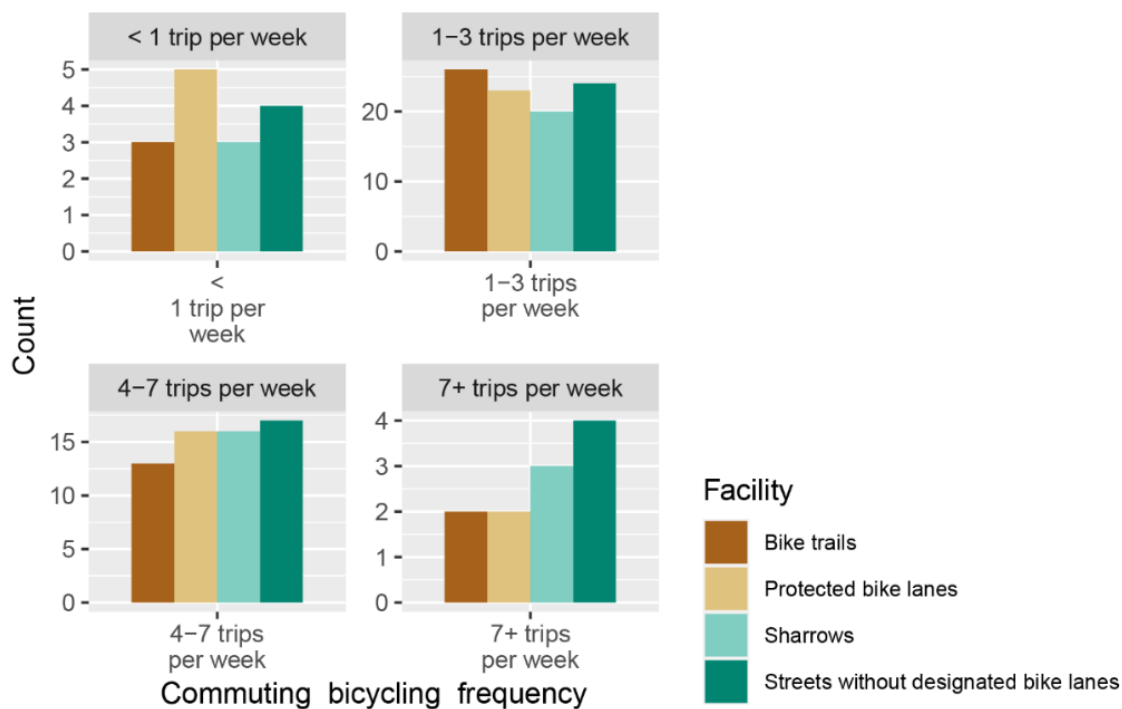 < 1 trip per week
1−3 trips per week
5
4
3
2
1
0
20
10
0
<
1 trip per
week
1−3 trips
per week
Count
4−7 trips per week
7+ trips per week
15
10
5
0
4
3
2
1
0
4−7 trips
per week
7+ trips
per week
Commuting bicycling frequency
Facility
Bike trails
Protected bike lanes
Sharrows
Streets without designated bike lanes